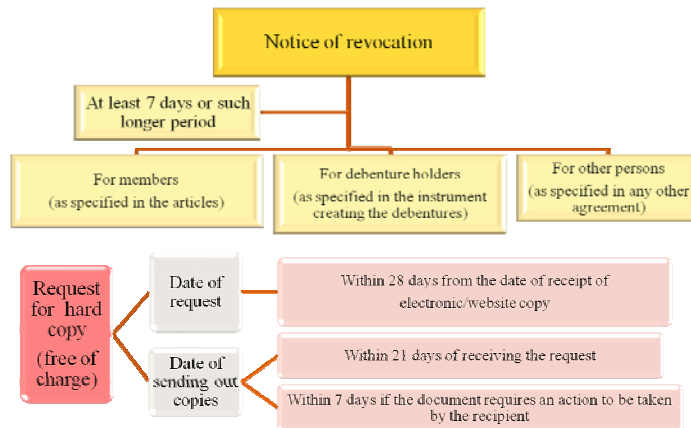 Notice of revocation
At least 7 days or such
longer period
For members
(as specified in the articles)
For debenture holders
(as specified in the instrument
creating the debentures)
For other persons
(as specified in any other
agreement)
Request
for hard
copy
(free of
charge)
Date of
request
Within 28 days from the date of receipt of
electronic/website copy
Date of
sending out
copies
Within 21 days of receiving the request
Within 7 days if the document requires an action to be taken
by the recipient